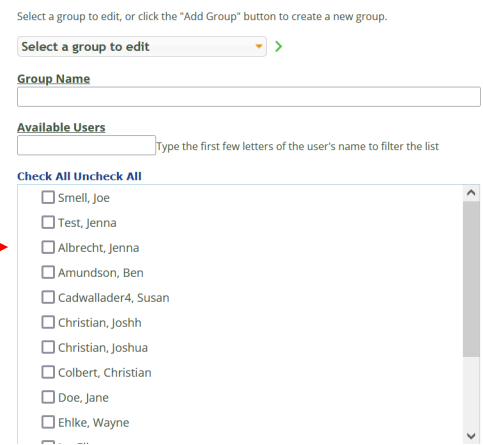 Select a group to edit, or click the "Add Group" button to create a new group.
Select a group to edit
Group Name
Available Users
Type the first few letters of the user's name to filter the list
Check All Uncheck All
Smell, Joe
Test, Jenna
Albrecht, Jenna
Amundson, Ben
Cadwallader4, Susan
Christian, Joshh
Christian, Joshua
Colbert, Christian
Doe, Jane
Ehlke, Wayne